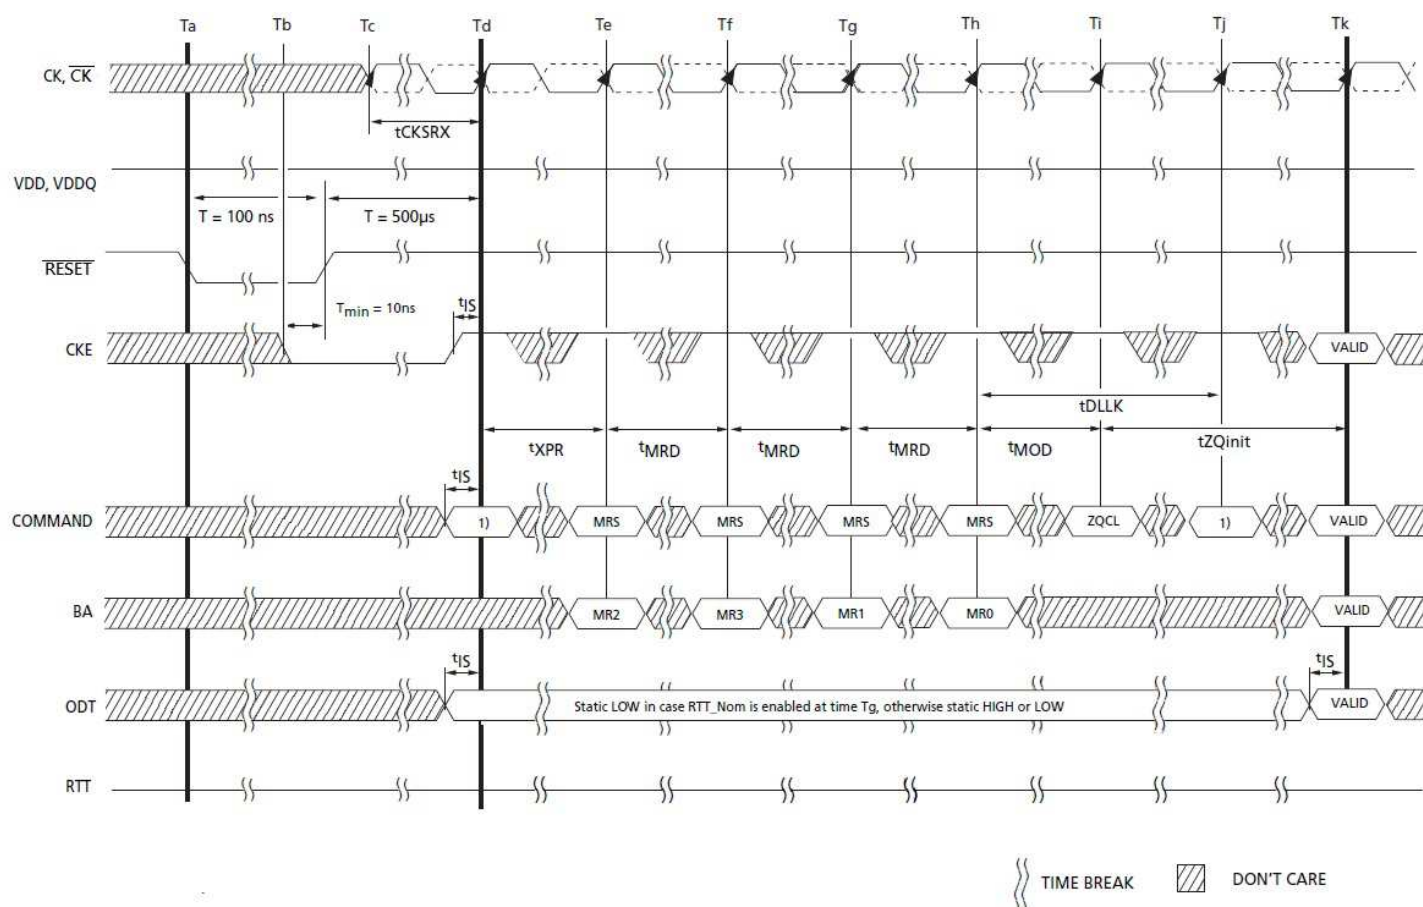 Ta Tb Tc Td Te Tf Tg Th Ti Tj Tk
CK, CK
tCKSRX
VDD, VDDQ
T = 100 ns T = 500µs
RESET
Tmin = 10ns tIS
CKE VALID
tDLLK
tXPR tMRD tMRD tMRD tMOD tZQinit
tIS
COMMAND 1) MRS MRS MRS MRS ZQCL 1) VALID
BA MR2 MR3 MR1 MR0 VALID
tIS tIS
ODT Static LOW in case RTT_Nom is enabled at time Tg, otherwise static HIGH or LOW VALID
RTT
TIME BREAK DON'T CARE